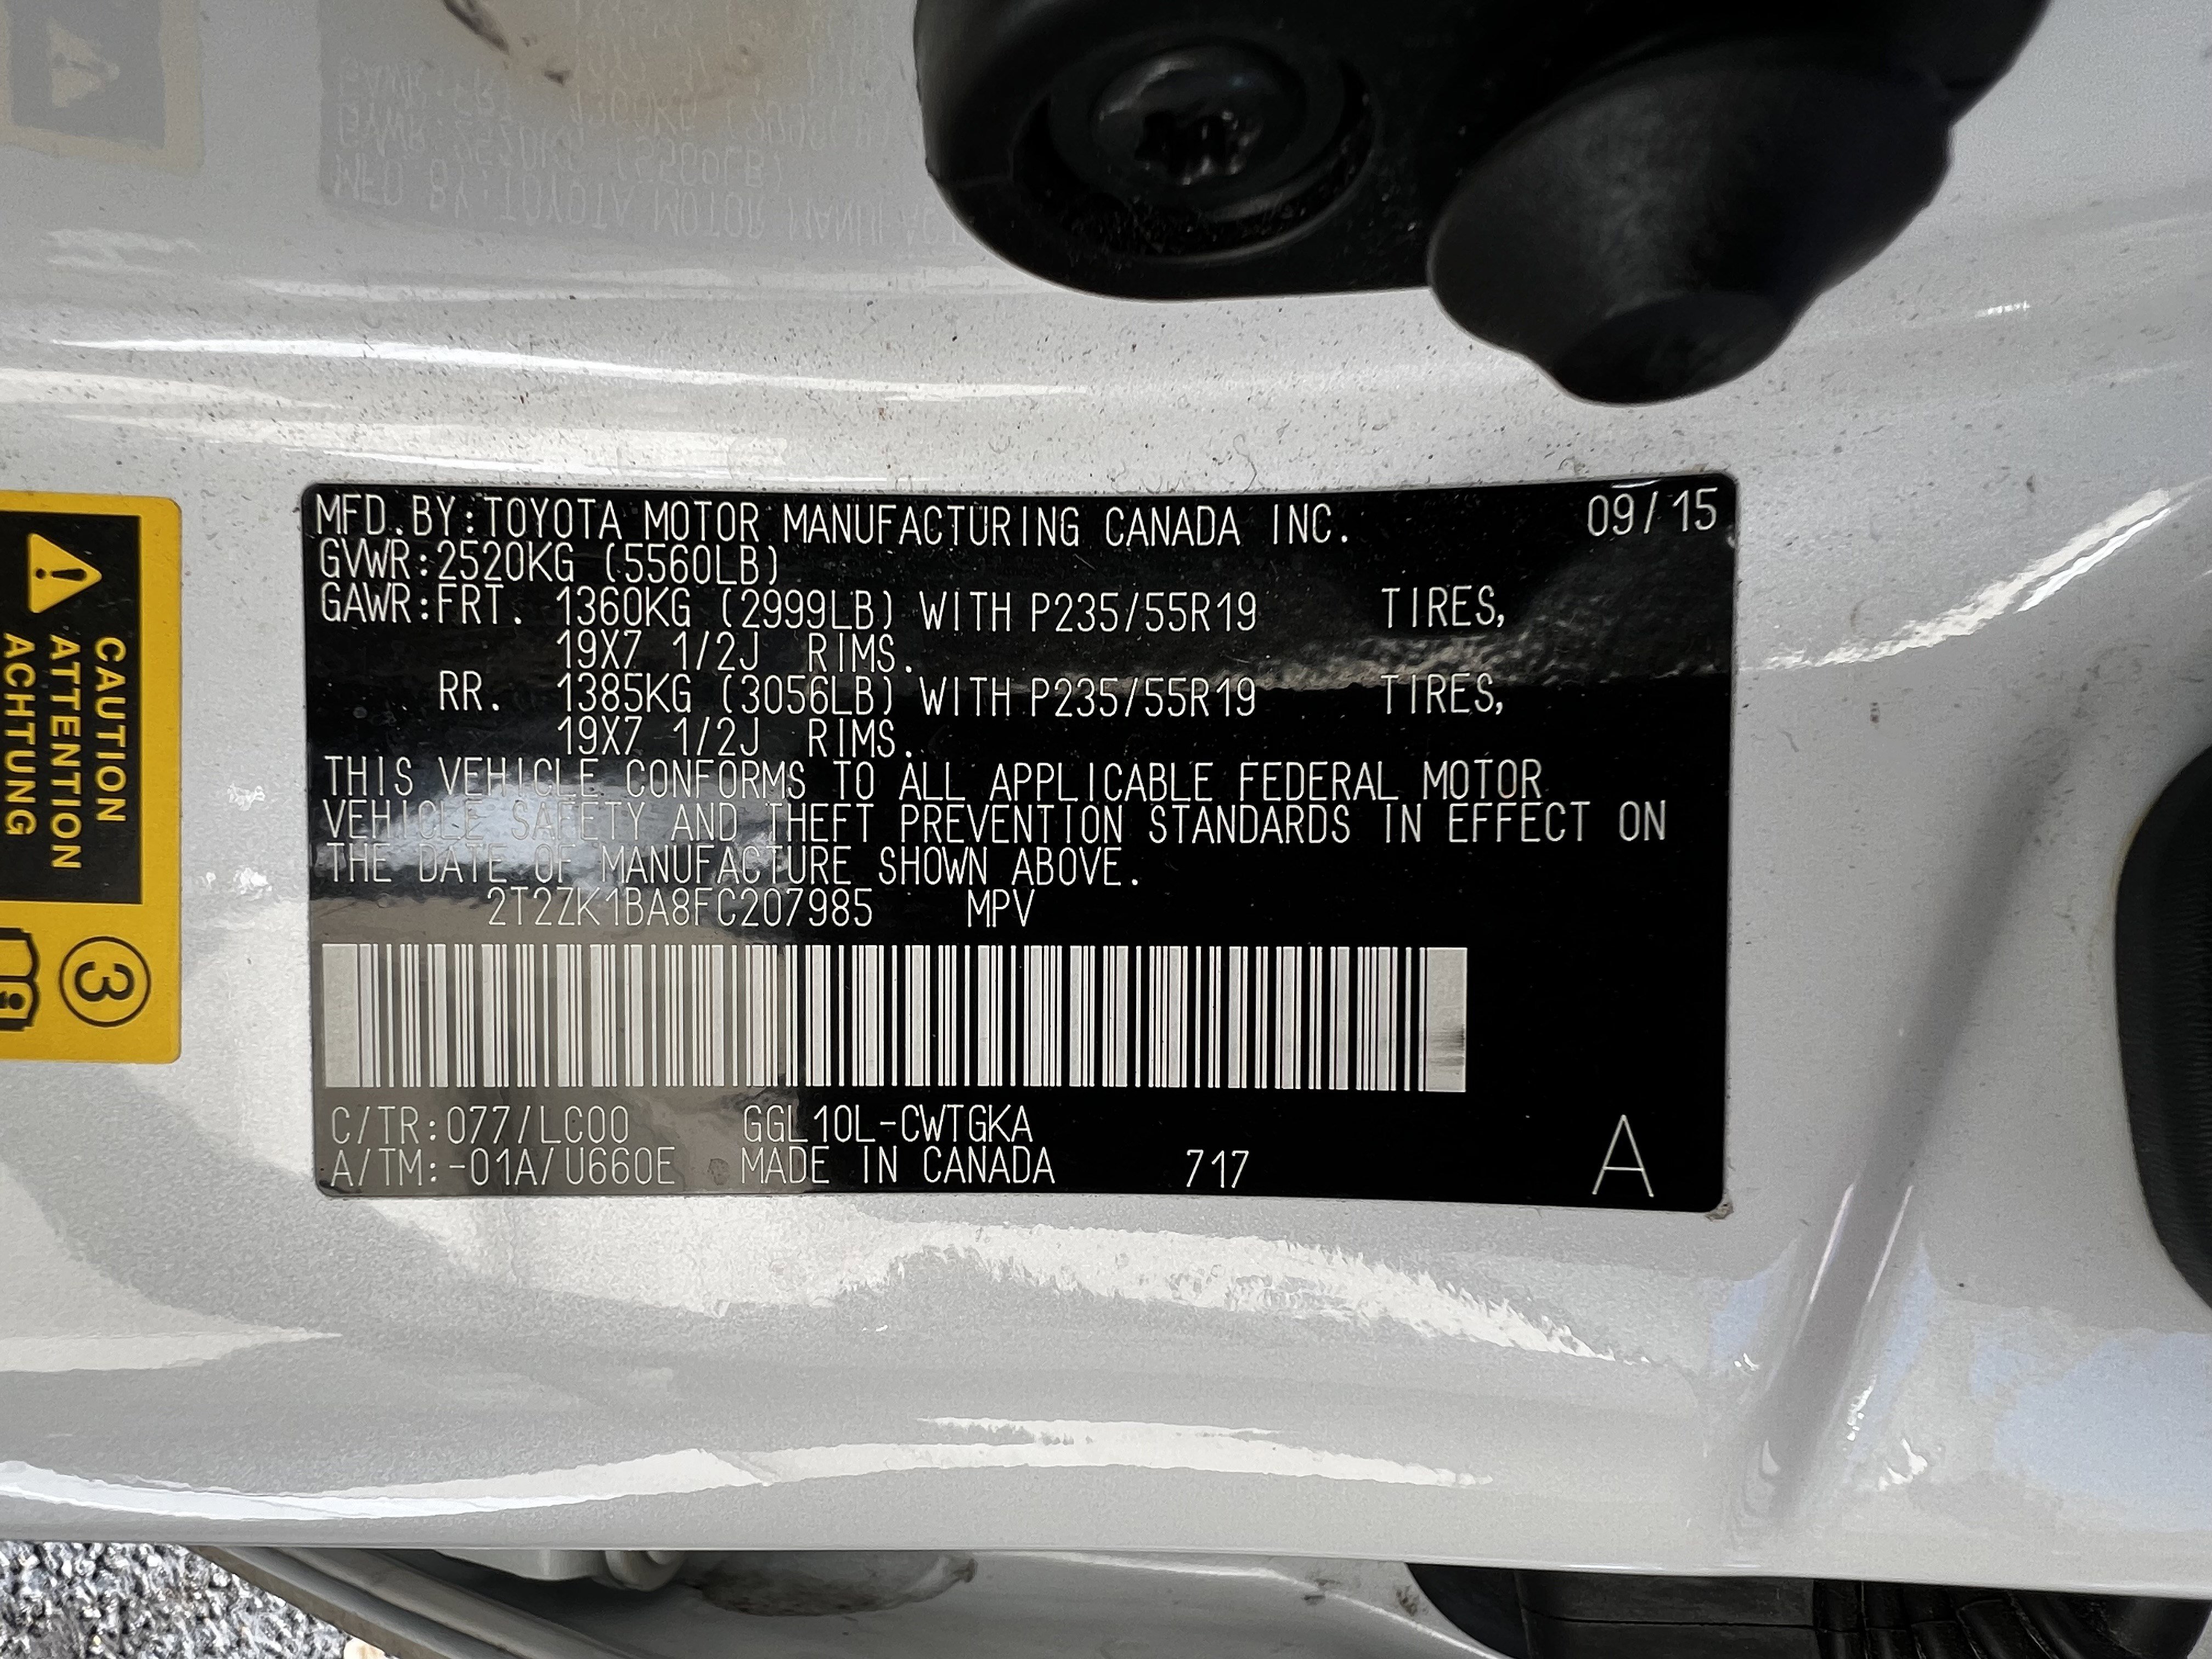 MFD.BY:TOYOTA MOTOR MANUFACTURING CANADA INC. 09/15
GVWR:2520KG (5560LB)
GAWR:FRT. 1360KG (2999LB) WITH P235/55R19 TIRES,
19X7 1/2J RIMS.
RR. 1385KG (3056LB) WITH P235/55R19 TIRES,
19X7 1/2J RIMS.
THIS VEHICLE CONFORMS TO ALL APPLICABLE FEDERAL MOTOR
VEHICLE SAFETY AND THEFT PREVENTION STANDARDS IN EFFECT ON
THE DATE OF MANUFACTURE SHOWN ABOVE.
2T2ZK1BA8FC207985 MPV
C/TR:077/LC00 GGL10L-CWTGKA
A/TM:-01A/U660E MADE IN CANADA 717 A
CAUTION
ATTENTION
ACHTUNG
3